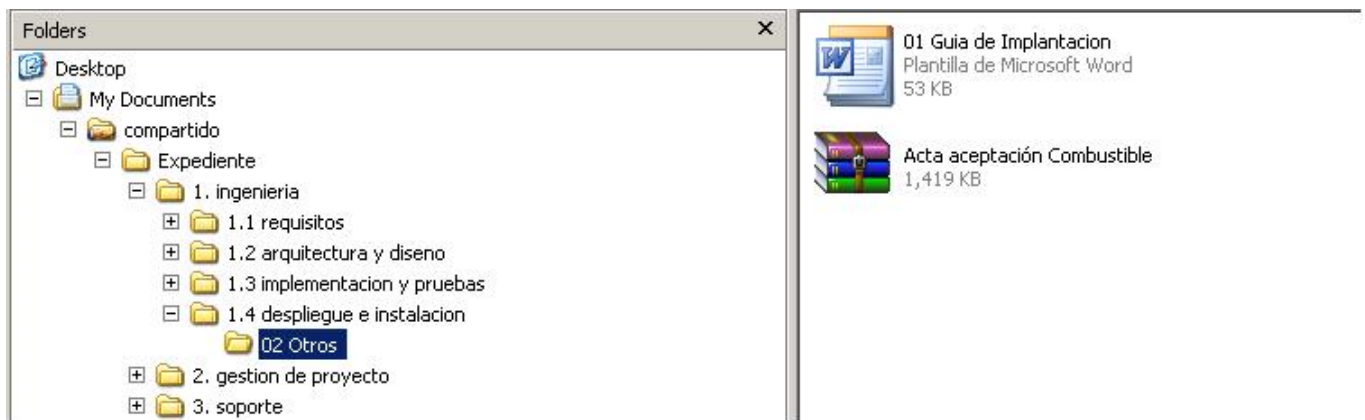 Folders
Desktop
My Documents
compartido
Expediente
1. ingenieria
1.1 requisitos
1.2 arquitectura y diseno
1.3 implementacion y pruebas
1.4 despliegue e instalacion
02 Otros
2. gestion de proyecto
3. soporte
01 Guia de Implantacion
Plantilla de Microsoft Word
53 KB
Acta aceptación Combustible
1,419 KB